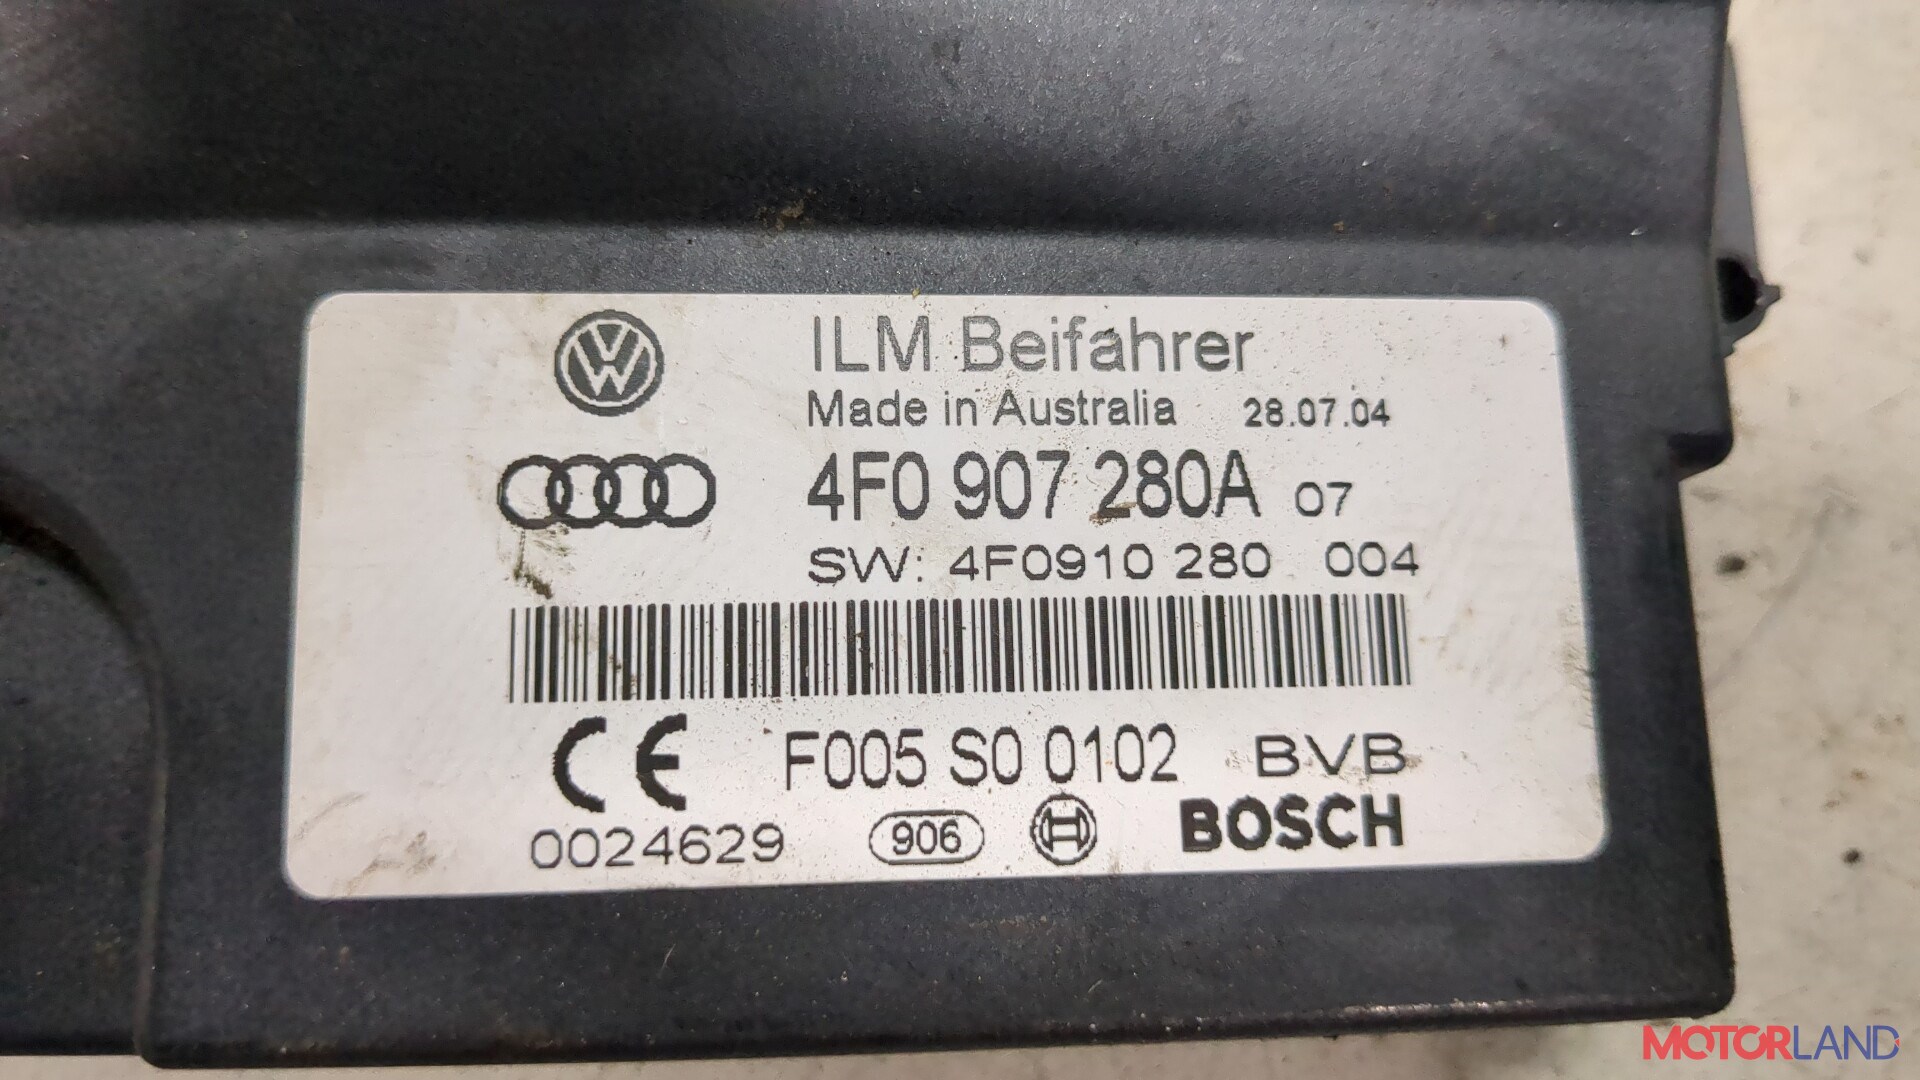 ILM Beifahrer
Made in Australia 28.07.04
4F0 907 280A 07
SW: 4F0910 280 004
CE F005 S0 0102 BVB
0024629 906 BOSCH
MOTORLAND